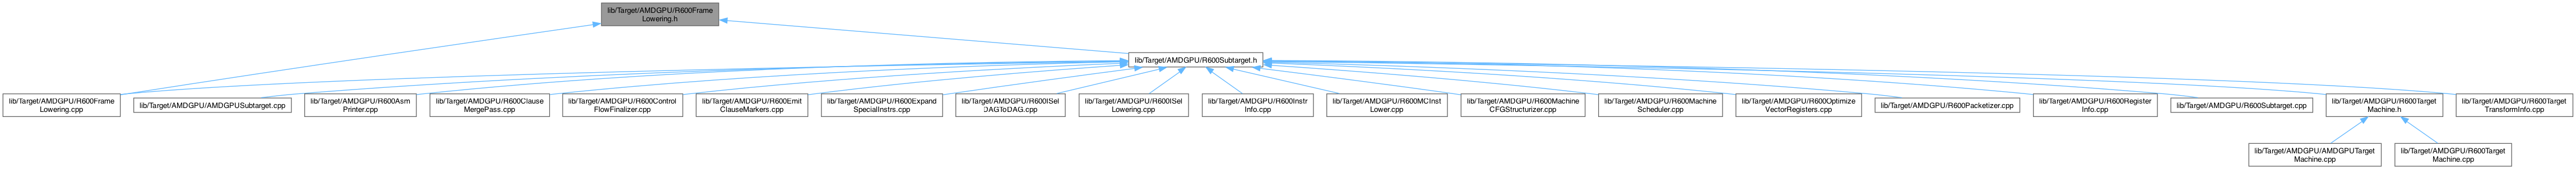 lib/Target/AMDGPU/R600Frame
Lowering.h
lib/Target/AMDGPU/R600Subtarget.h
lib/Target/AMDGPU/R600Frame
Lowering.cpp
lib/Target/AMDGPU/AMDGPUSubtarget.cpp
lib/Target/AMDGPU/R600Asm
Printer.cpp
lib/Target/AMDGPU/R600Clause
MergePass.cpp
lib/Target/AMDGPU/R600Control
FlowFinalizer.cpp
lib/Target/AMDGPU/R600Emit
ClauseMarkers.cpp
lib/Target/AMDGPU/R600Expand
SpecialInstrs.cpp
lib/Target/AMDGPU/R600ISel
DAGToDAG.cpp
lib/Target/AMDGPU/R600ISel
Lowering.cpp
lib/Target/AMDGPU/R600Instr
Info.cpp
lib/Target/AMDGPU/R600MCInst
Lower.cpp
lib/Target/AMDGPU/R600Machine
CFGStructurizer.cpp
lib/Target/AMDGPU/R600Machine
Scheduler.cpp
lib/Target/AMDGPU/R600Optimize
VectorRegisters.cpp
lib/Target/AMDGPU/R600Packetizer.cpp
lib/Target/AMDGPU/R600Register
Info.cpp
lib/Target/AMDGPU/R600Subtarget.cpp
lib/Target/AMDGPU/R600Target
Machine.h
lib/Target/AMDGPU/R600Target
TransformInfo.cpp
lib/Target/AMDGPU/AMDGPUTarget
Machine.cpp
lib/Target/AMDGPU/R600Target
Machine.cpp